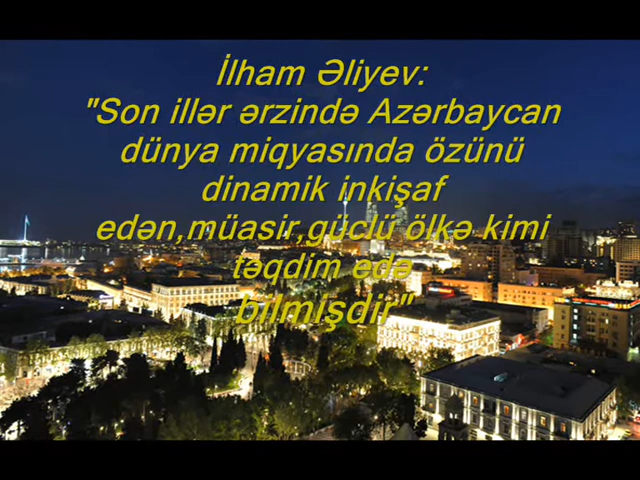 İlham Əliyev:
"Son illər ərzində Azərbaycan
dünya miqyasında özünü
dinamik inkişaf
edən,müasir,güclü ölkə kimi
təqdim edə
bilmişdir"